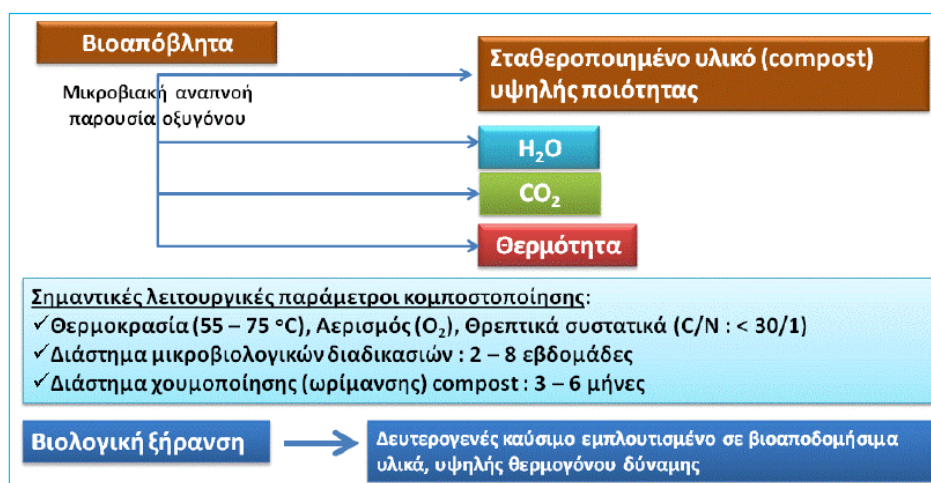 Βιοαπόβλητα
Μικροβιακή αναπνοή
παρουσία οξυγόνου
Σταθεροποιημένο υλικό (compost)
υψηλής ποιότητας
H₂O
CO₂
Θερμότητα
Σημαντικές λειτουργικές παράμετροι κομποστοποίησης:
✓Θερμοκρασία (55 – 75 °C), Αερισμός (O₂), Θρεπτικά συστατικά (C/N : < 30/1)
✓Διάστημα μικροβιολογικών διαδικασιών : 2 – 8 εβδομάδες
✓Διάστημα χουμοποίησης (ωρίμανσης) compost : 3 – 6 μήνες
Βιολογική ξήρανση
Δευτερογενές καύσιμο εμπλουτισμένο σε βιοαποδομήσιμα
υλικά, υψηλής θερμογόνου δύναμης